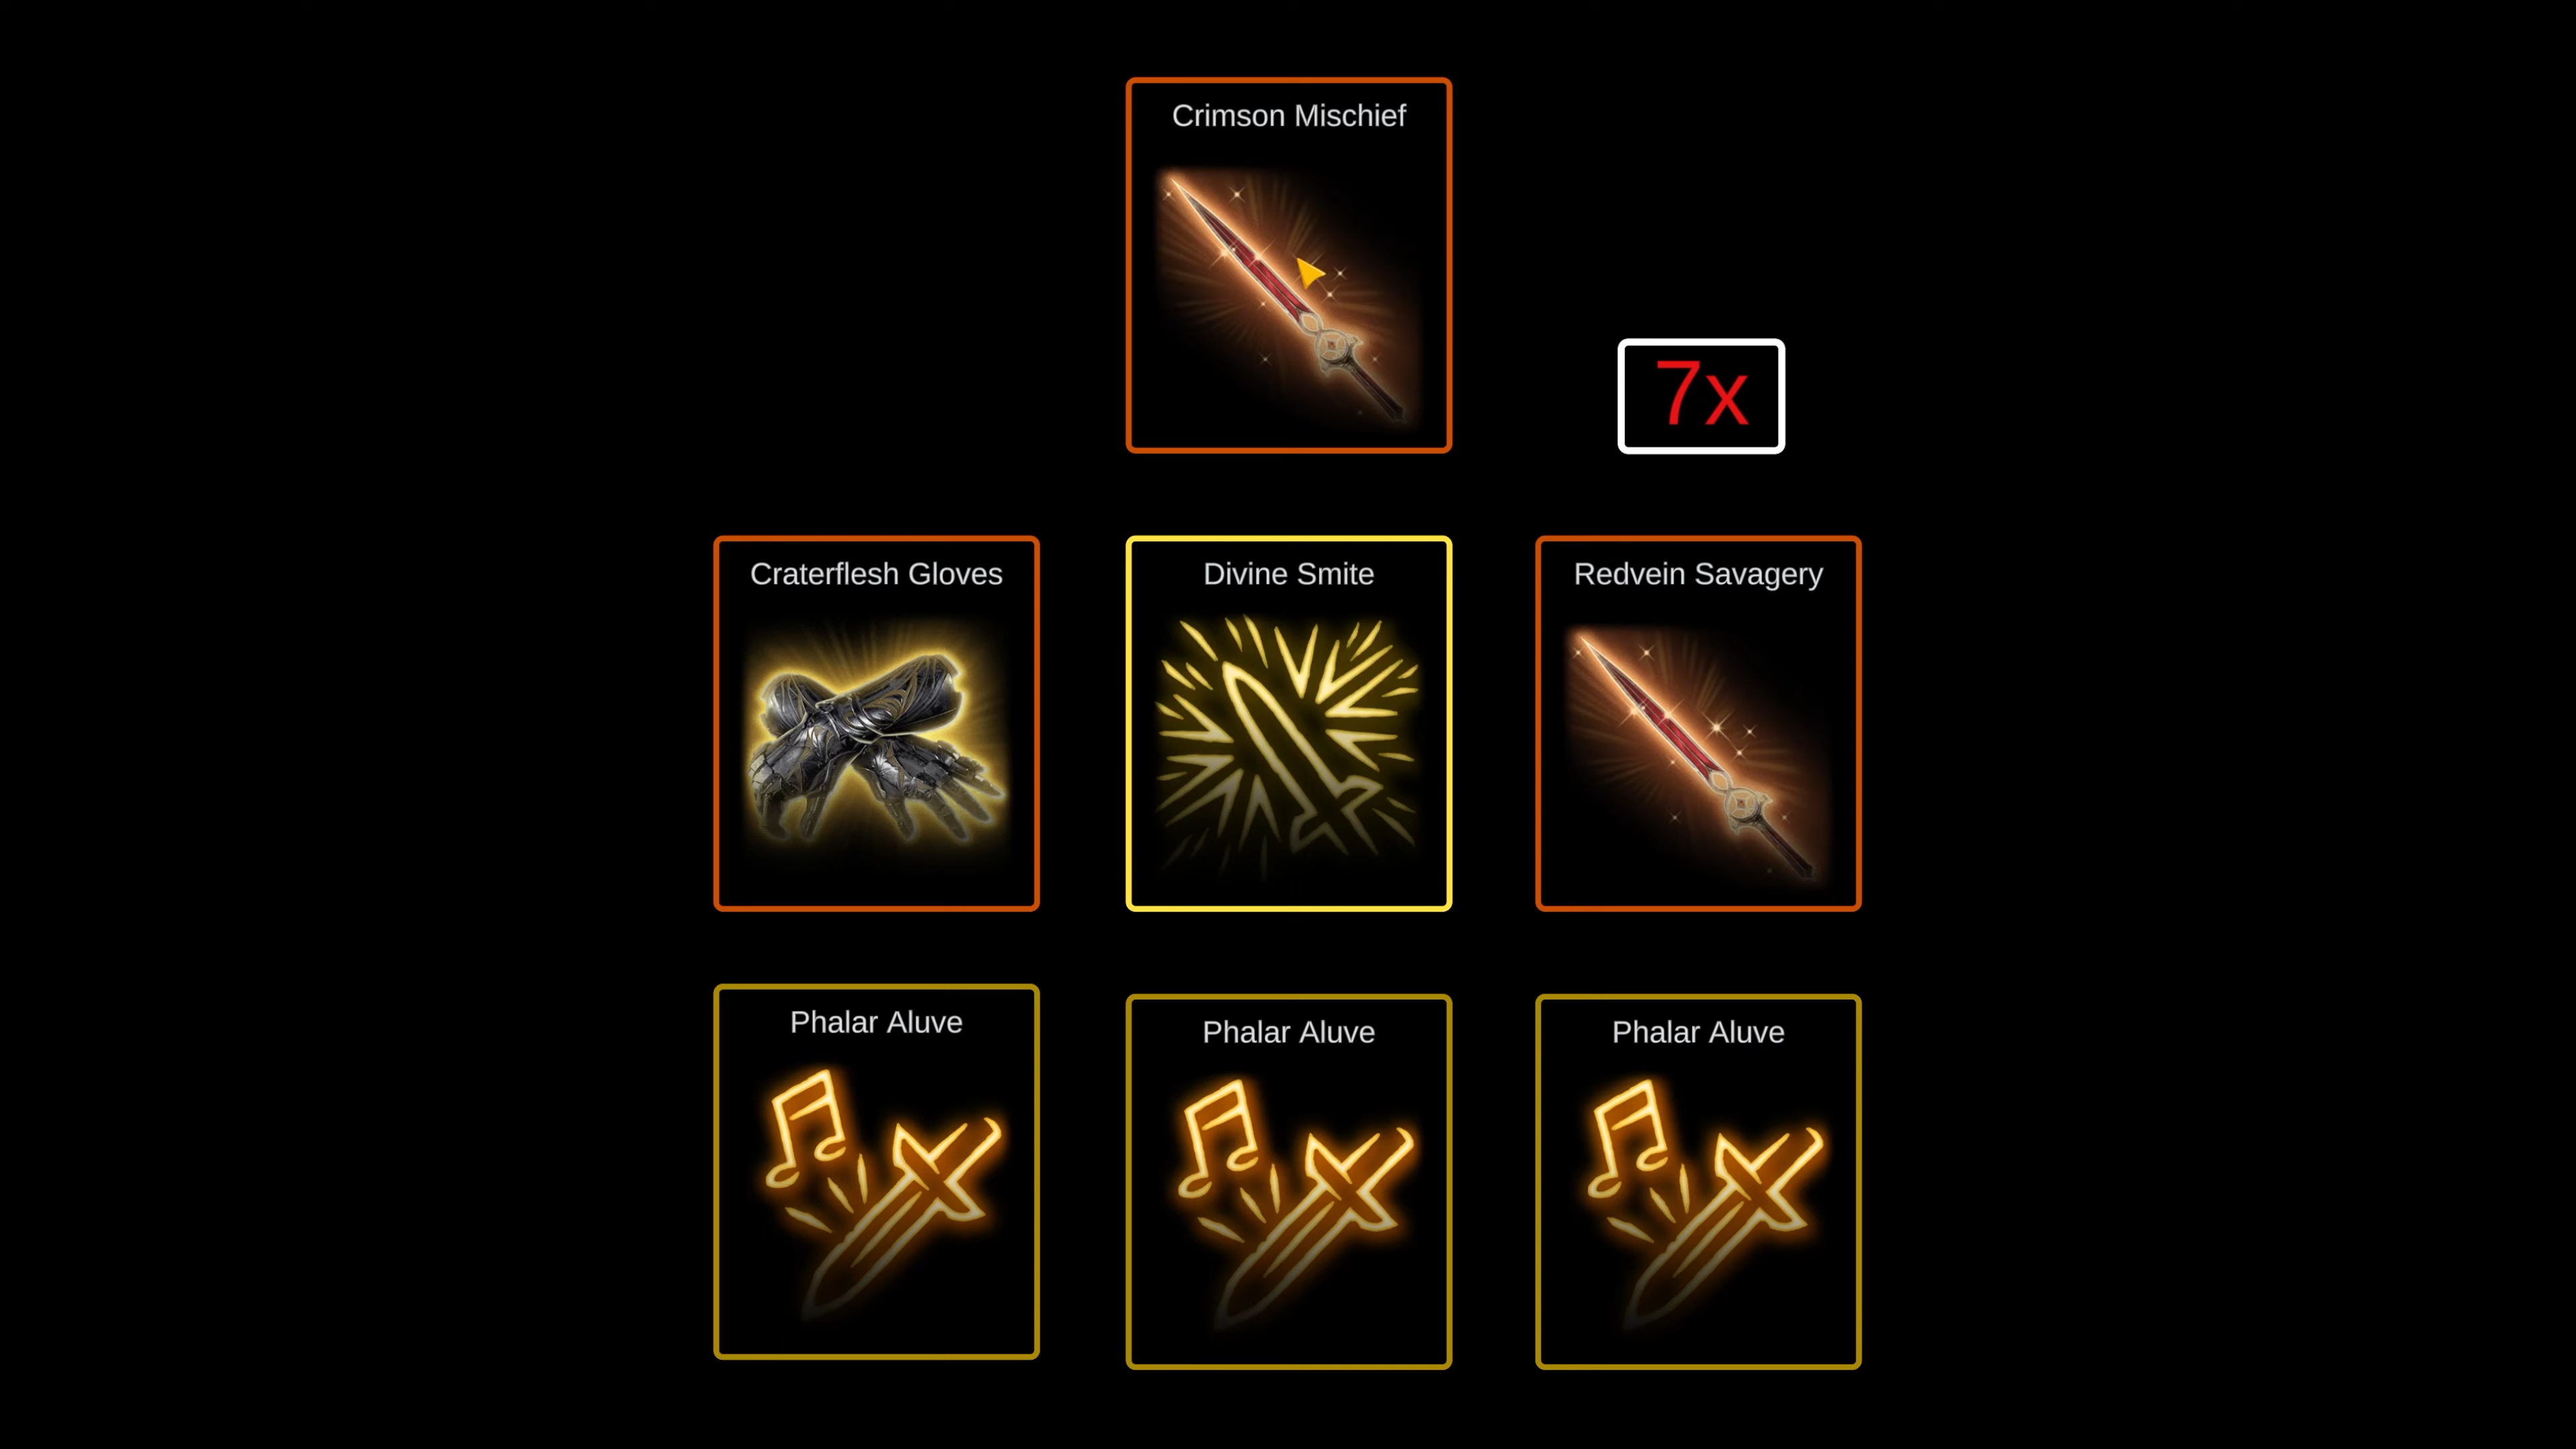 Crimson Mischief
7x
Craterflesh Gloves
Divine Smite
Redvein Savagery
Phalar Aluve
Phalar Aluve
Phalar Aluve